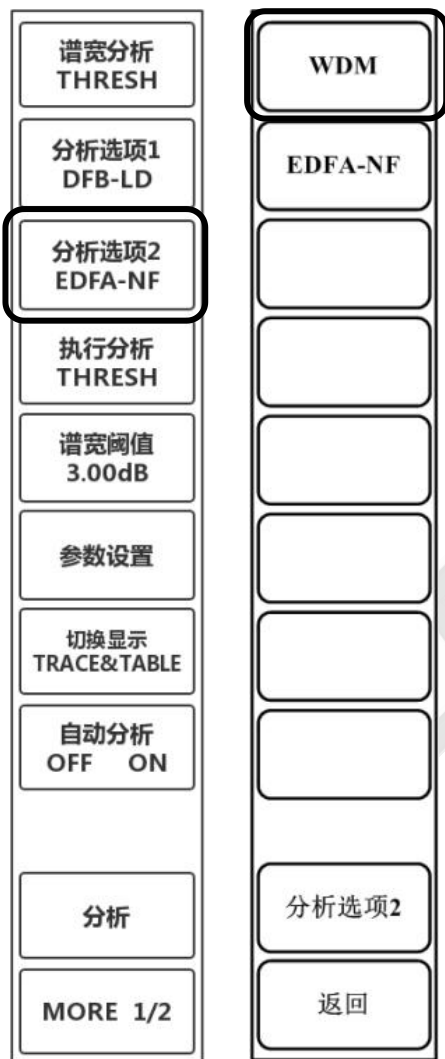 谱宽分析
THRESH
分析选项1
DFB-LD
分析选项2
EDFA-NF
执行分析
THRESH
谱宽阈值
3.00dB
参数设置
切换显示
TRACE&TABLE
自动分析
OFF ON
分析
MORE 1/2
WDM
EDFA-NF
分析选项2
返回